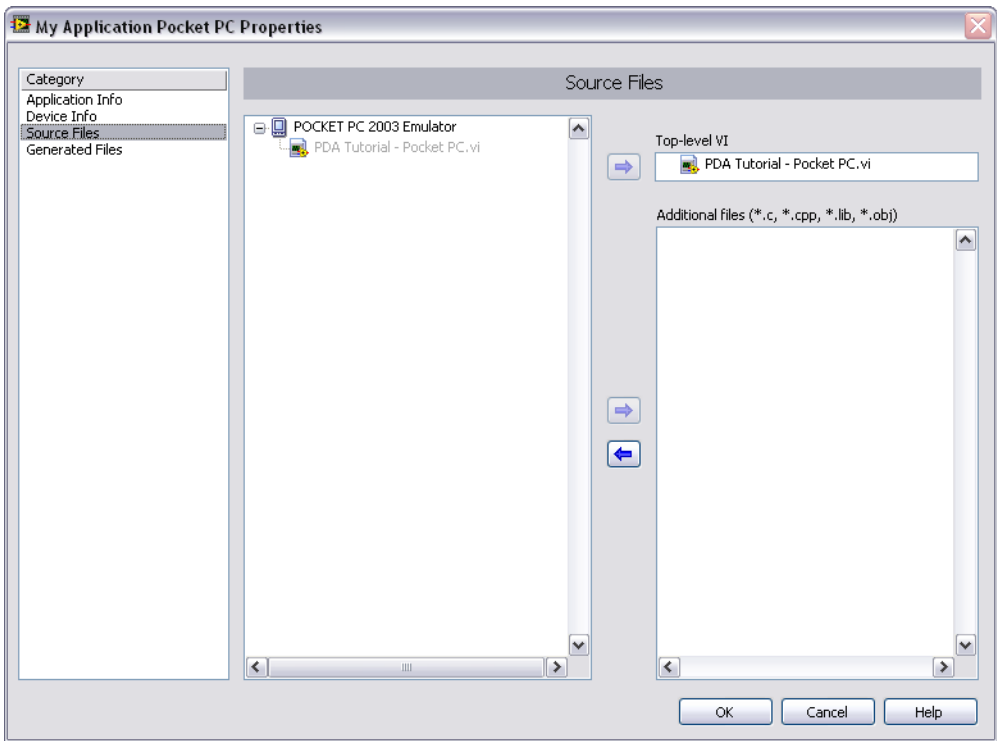 My Application Pocket PC Properties
Category
Application Info
Device Info
Source Files
Generated Files
Source Files
POCKET PC 2003 Emulator
PDA Tutorial - Pocket PC.vi
Top-level VI
PDA Tutorial - Pocket PC.vi
Additional files (*.c, *.cpp, *.lib, *.obj)
OK
Cancel
Help